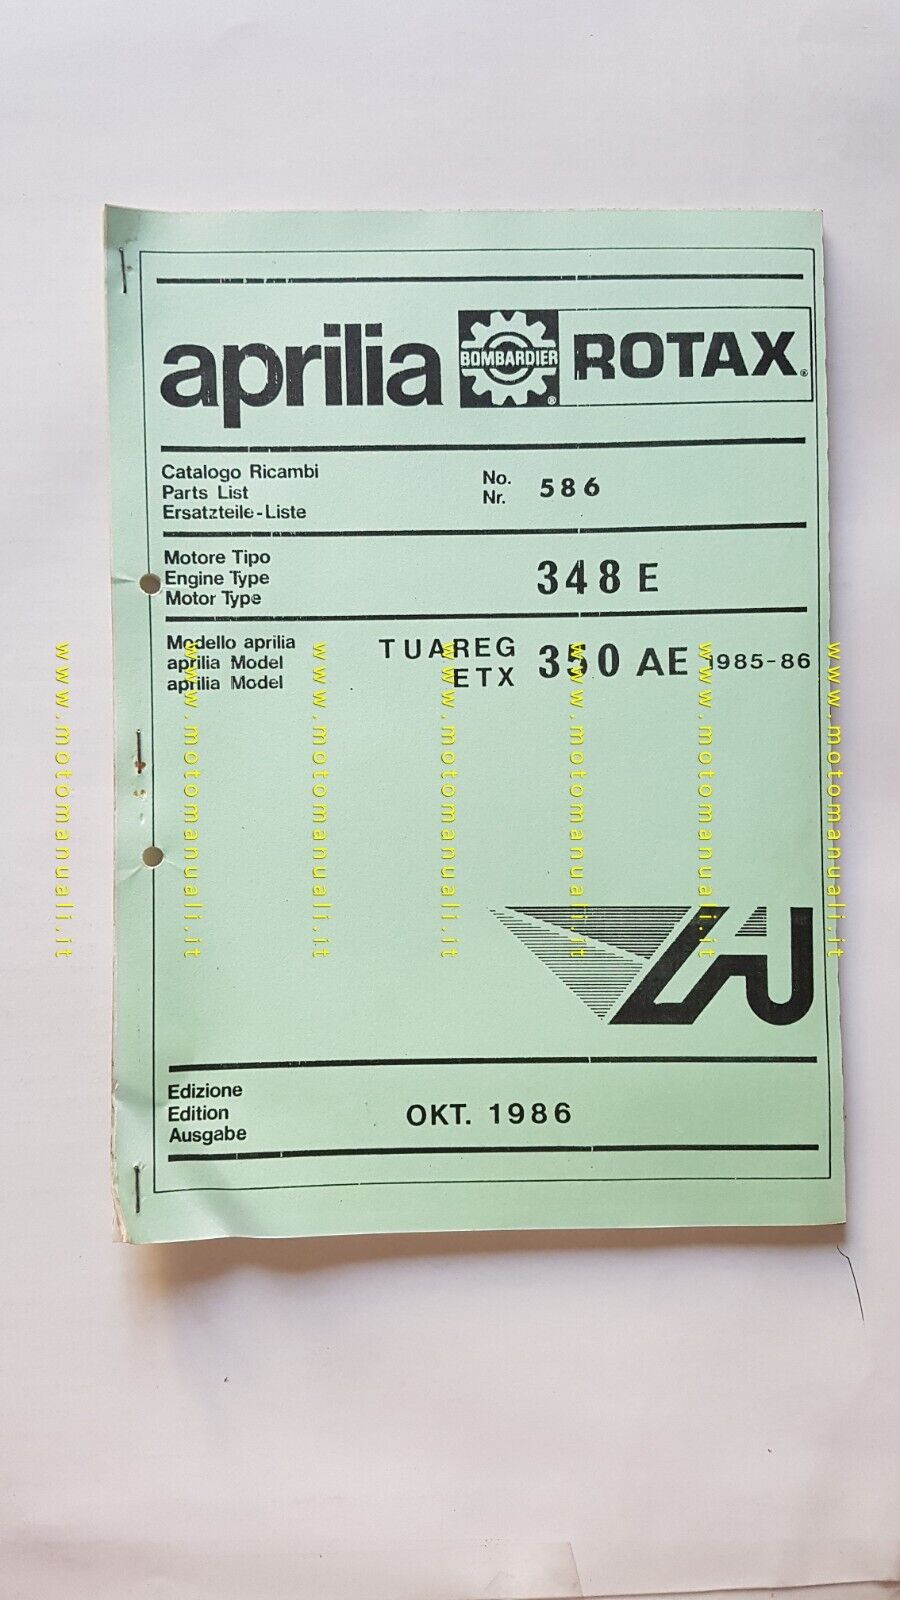 aprilia BOMBARDIER ® ROTAX ®
Catalogo Ricambi
Parts List
Ersatzteile-Liste
No.
Nr.
586
Motore Tipo
Engine Type
Motor Type
348 E
Modello aprilia
aprilia Model
aprilia Model
TUAREG
ETX
350 AE 1985-86
Edizione
Edition
Ausgabe
OKT. 1986
www.motomanuali.it
www.motomanuali.it
www.motomanuali.it
www.motomanuali.it
www.motomanuali.it
www.motomanuali.it
www.motomanuali.it